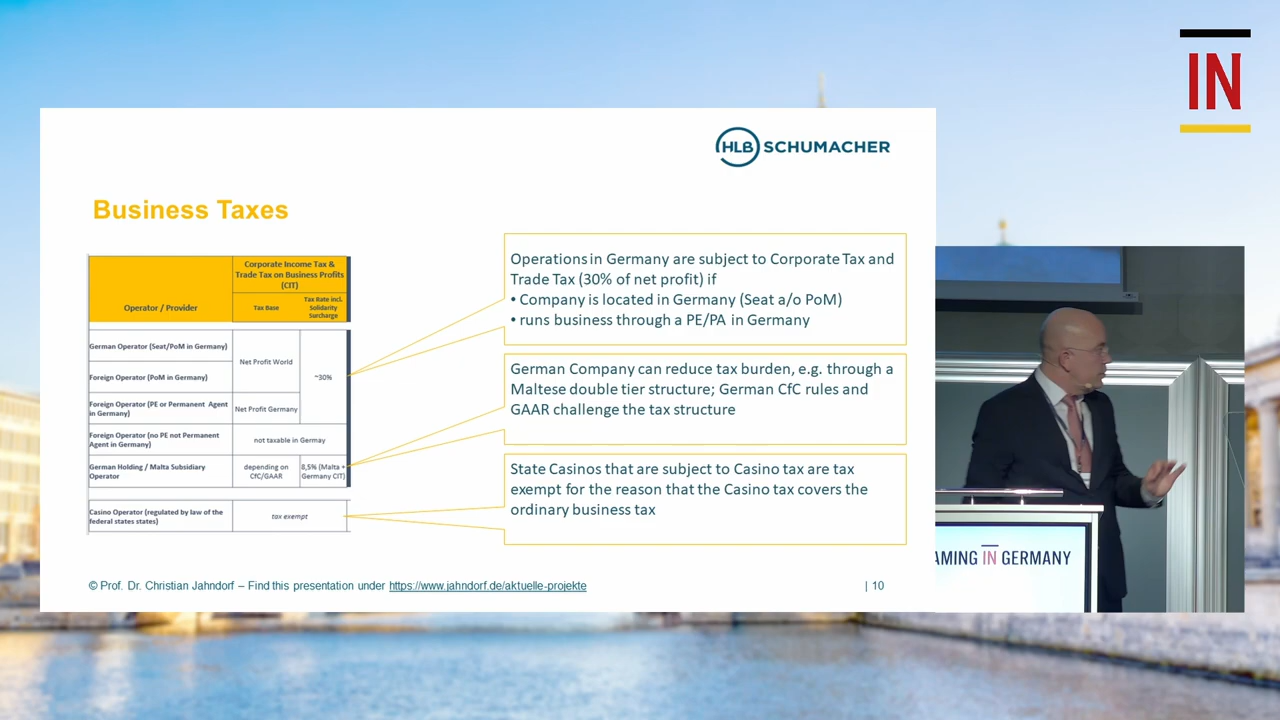 IN
HLB SCHUMACHER
Business Taxes
Operator / Provider
Corporate Income Tax &
Trade Tax on Business Profits
(CIT)
Tax Base
Tax Rate incl.
Solidarity
Surcharge
German Operator (Seat/PoM in Germany)
Net Profit World
~30%
Foreign Operator (PoM in Germany)
Foreign Operator (PE or Permanent Agent
in Germany)
Net Profit Germany
Foreign Operator (no PE not Permanent
Agent in Germany)
not taxable in Germay
German Holding / Malta Subsidiary
Operator
depending on
CfC/GAAR
8,5% (Malta +
Germany CIT)
Casino Operator (regulated by law of the
federal states states)
tax exempt
Operations in Germany are subject to Corporate Tax and
Trade Tax (30% of net profit) if
• Company is located in Germany (Seat a/o PoM)
• runs business through a PE/PA in Germany
German Company can reduce tax burden, e.g. through a
Maltese double tier structure; German CfC rules and
GAAR challenge the tax structure
State Casinos that are subject to Casino tax are tax
exempt for the reason that the Casino tax covers the
ordinary business tax
© Prof. Dr. Christian Jahndorf – Find this presentation under https://www.jahndorf.de/aktuelle-projekte
| 10
AMING IN GERMANY